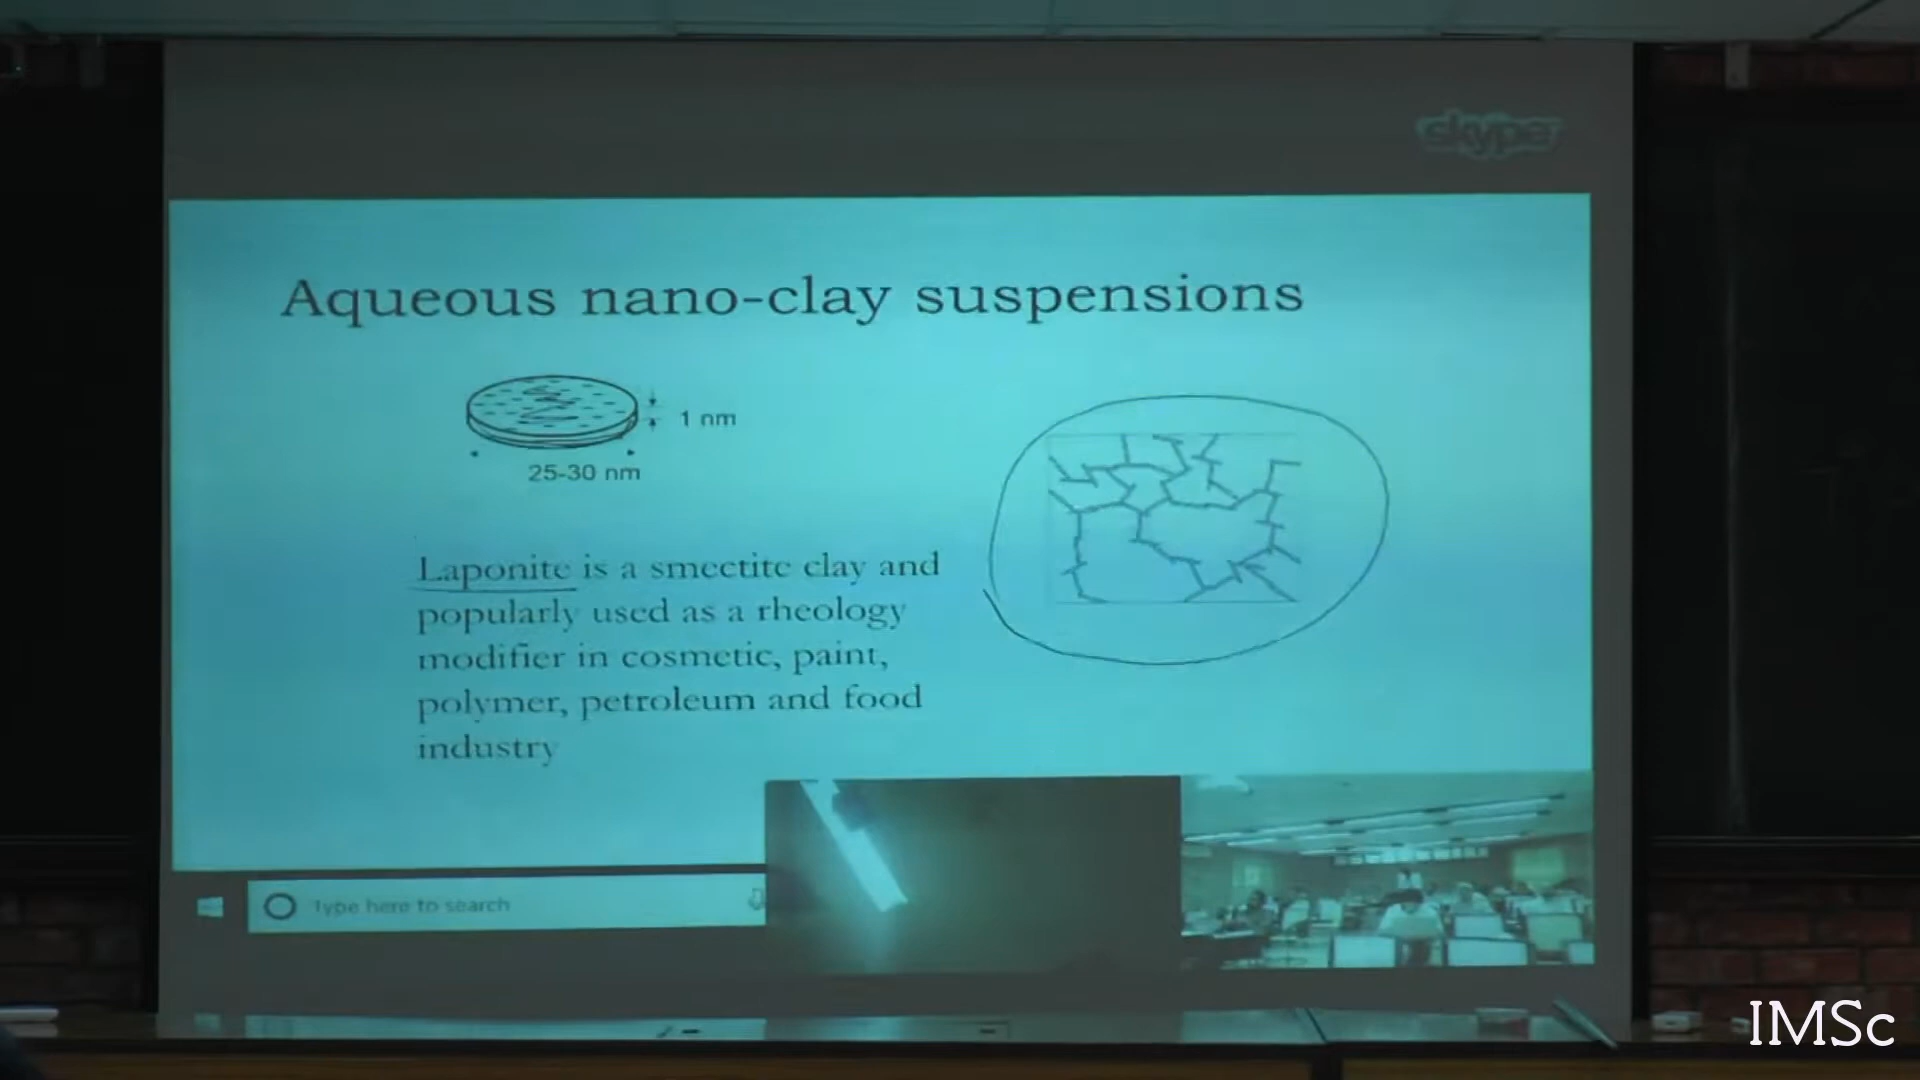 skype
Aqueous nano-clay suspensions
1 nm
25-30 nm
Laponite is a smectite clay and
popularly used as a rheology
modifier in cosmetic, paint,
polymer, petroleum and food
industry
Type here to search
IMSc